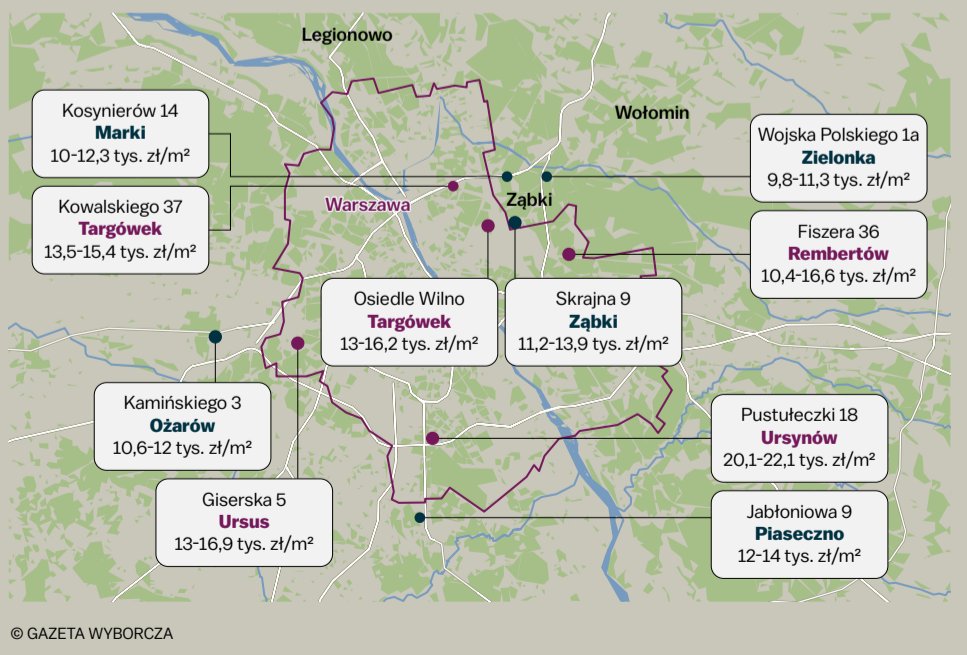 Legionowo
Wołomin
Kosynierów 14
Marki
10-12,3 tys. zł/m²
Wojska Polskiego 1a
Zielonka
9,8-11,3 tys. zł/m²
Kowalskiego 37
Targówek
13,5-15,4 tys. zł/m²
Warszawa
Ząbki
Fiszera 36
Rembertów
10,4-16,6 tys. zł/m²
Osiedle Wilno
Targówek
13-16,2 tys. zł/m²
Skrajna 9
Ząbki
11,2-13,9 tys. zł/m²
Kamińskiego 3
Ożarów
10,6-12 tys. zł/m²
Pustułeczki 18
Ursynów
20,1-22,1 tys. zł/m²
Giserska 5
Ursus
13-16,9 tys. zł/m²
Jabłoniowa 9
Piaseczno
12-14 tys. zł/m²
© GAZETA WYBORCZA